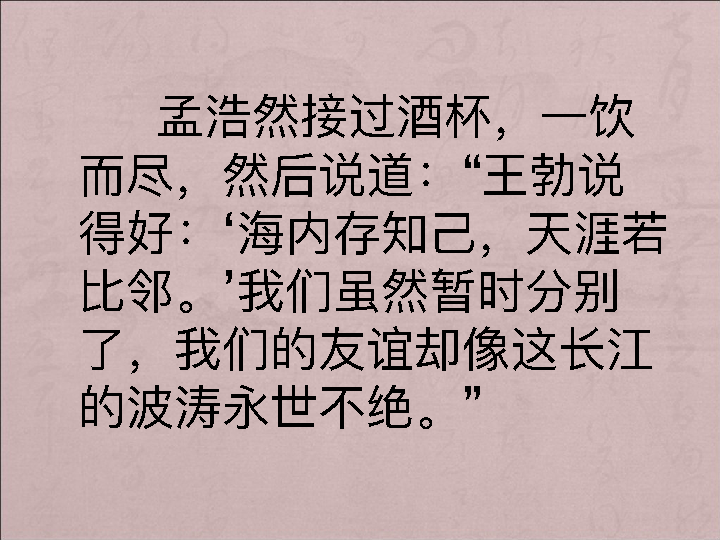 孟浩然接过酒杯，一饮
而尽，然后说道：“王勃说
得好：‘海内存知己，天涯若
比邻。’我们虽然暂时分别
了，我们的友谊却像这长江
的波涛永世不绝。”